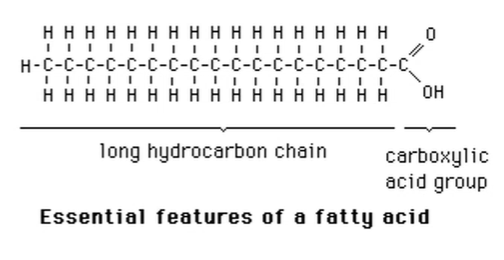 H H H H H H H H H H H H H H H H H O
H-C-C-C-C-C-C-C-C-C-C-C-C-C-C-C-C-C-C
H H H H H H H H H H H H H H H H H OH
long hydrocarbon chain
carboxylic
acid group
Essential features of a fatty acid